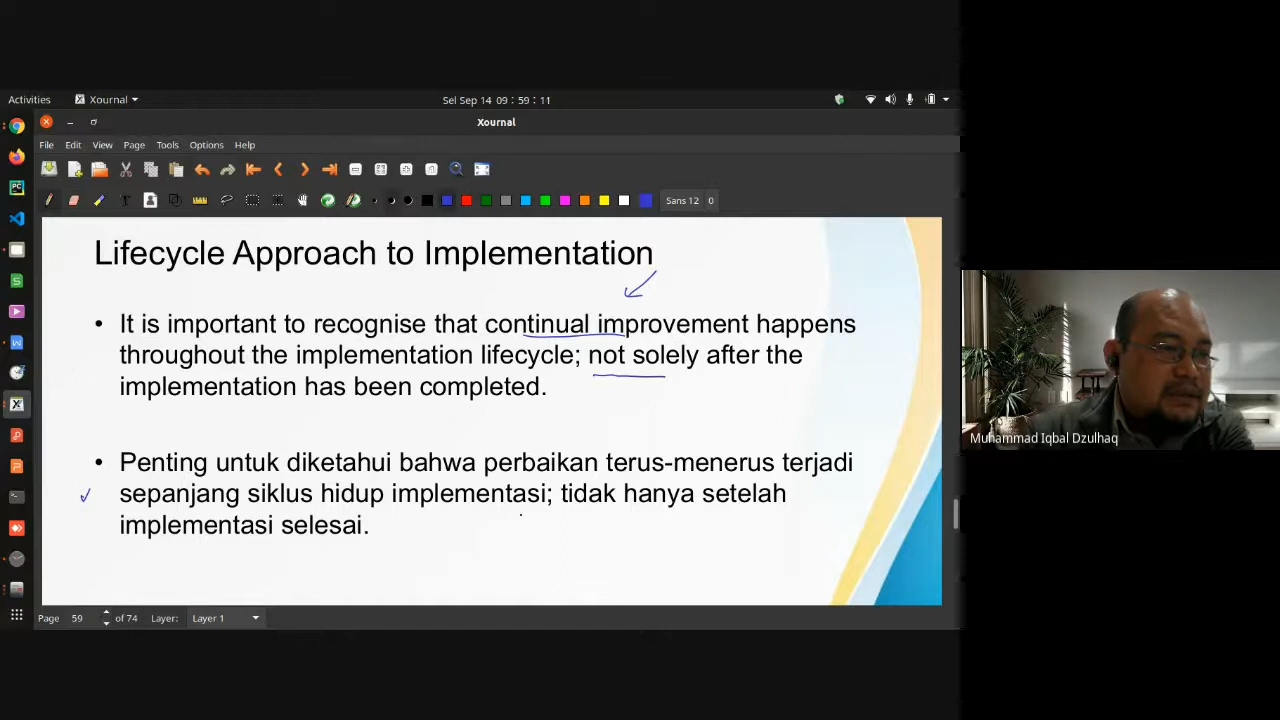 Activities
Xournal
Sel Sep 14 09:59:11
Xournal
File Edit View Page Tools Options Help
Sans 12 0
Lifecycle Approach to Implementation
• It is important to recognise that continual improvement happens
throughout the implementation lifecycle; not solely after the
implementation has been completed.
• Penting untuk diketahui bahwa perbaikan terus-menerus terjadi
sepanjang siklus hidup implementasi; tidak hanya setelah
implementasi selesai.
Muhammad Iqbal Dzulhaq
Page 59 of 74 Layer: Layer 1